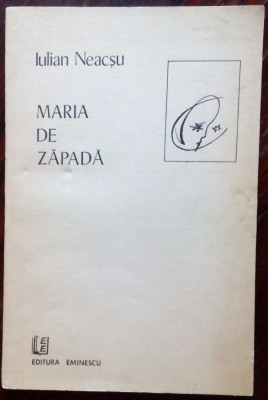 Iulian Neacșu
MARIA
DE
ZĂPADĂ
EDITURA EMINESCU